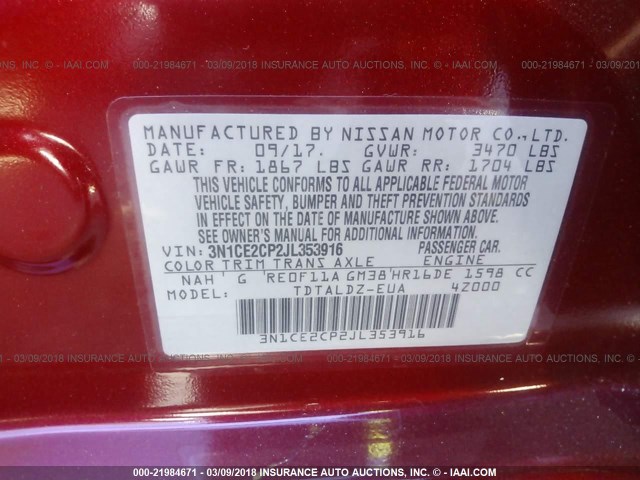 000-21984671 - 03/09/2018 INSURANCE AUTO AUCTIONS, INC. - © IAAI.COM
MANUFACTURED BY NISSAN MOTOR CO.,LTD.
DATE: 09/17. GVWR: 3470 LBS
GAWR FR: 1867 LBS GAWR RR: 1704 LBS
THIS VEHICLE CONFORMS TO ALL APPLICABLE FEDERAL MOTOR
VEHICLE SAFETY, BUMPER AND THEFT PREVENTION STANDARDS
IN EFFECT ON THE DATE OF MANUFACTURE SHOWN ABOVE.
SEE OWNER'S MANUAL FOR ADDITIONAL INFORMATION.
VIN: 3N1CE2CP2JL353916 PASSENGER CAR.
COLOR TRIM TRANS AXLE ENGINE
NAH G RE0F11A GM38 HR16DE 1598 CC
MODEL: TDTALDZ-EUA 4Z000
3N1CE2CP2JL353916
000-21984671 - 03/09/2018 INSURANCE AUTO AUCTIONS, INC. - © IAAI.COM